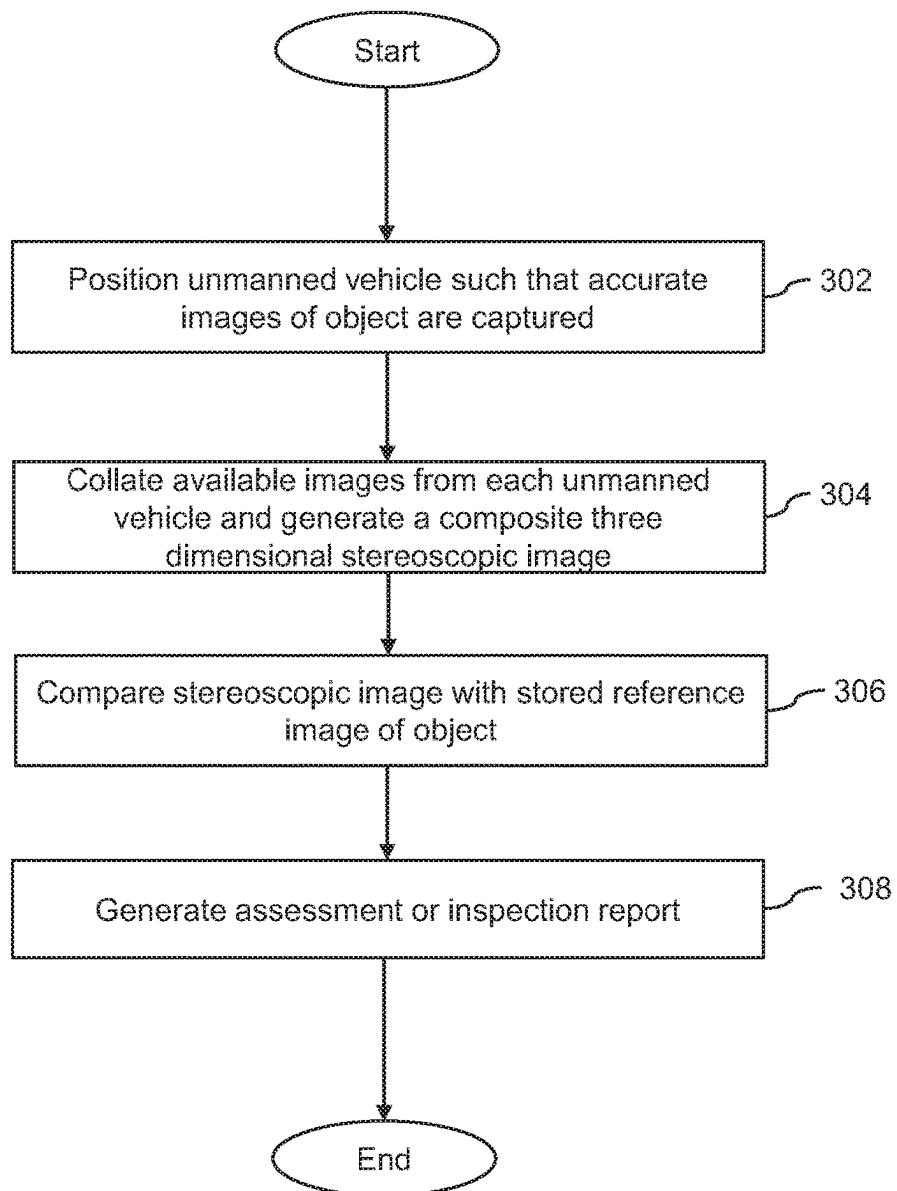 Start
Position unmanned vehicle such that accurate
images of object are captured
302
Collate available images from each unmanned
vehicle and generate a composite three
dimensional stereoscopic image
304
Compare stereoscopic image with stored reference
image of object
306
Generate assessment or inspection report
308
End